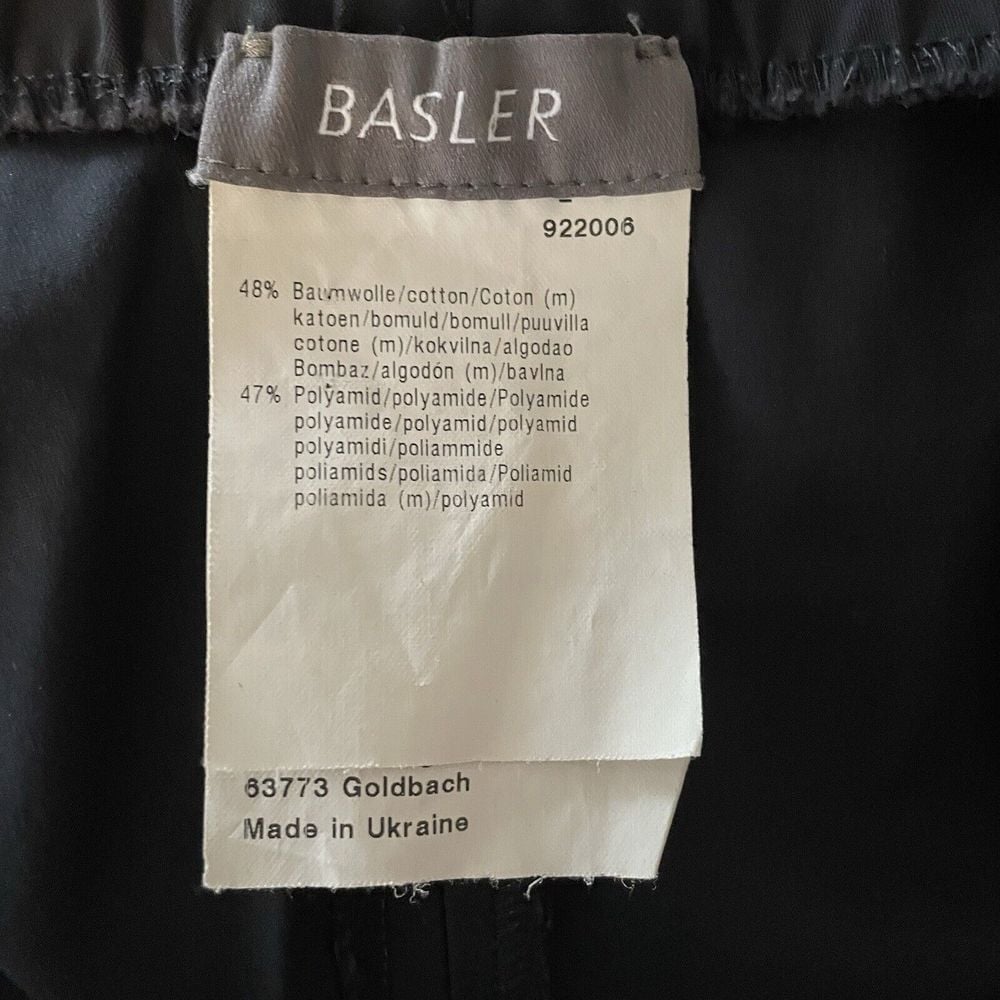 BASLER
922006
48% Baumwolle/cotton/Coton (m)
katoen/bomuld/bomull/puuvilla
cotone (m)/kokvilna/algodao
Bombaz/algodón (m)/bavlna
47% Polyamid/polyamide/Polyamide
polyamide/polyamid/polyamid
polyamidi/poliammide
poliamids/poliamida/Poliamid
poliamida (m)/polyamid
63773 Goldbach
Made in Ukraine